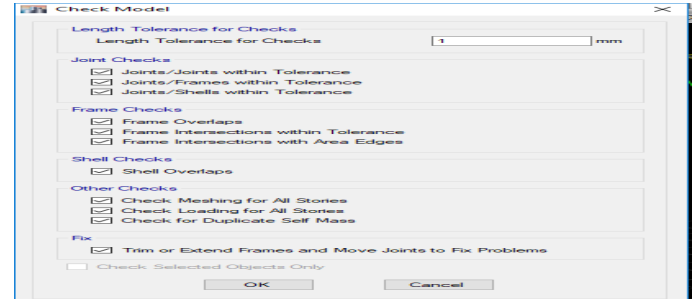 Check Model
Length Tolerance for Checks
Length Tolerance for Checks 1 mm
Joint Checks
Joints/Joints within Tolerance
Joints/Frames within Tolerance
Joints/Shells within Tolerance
Frame Checks
Frame Overlaps
Frame Intersections within Tolerance
Frame Intersections with Area Edges
Shell Checks
Shell Overlaps
Other Checks
Check Meshing for All Stories
Check Loading for All Stories
Check for Duplicate Self Mass
Fix
Trim or Extend Frames and Move Joints to Fix Problems
Check Selected Objects Only
OK Cancel